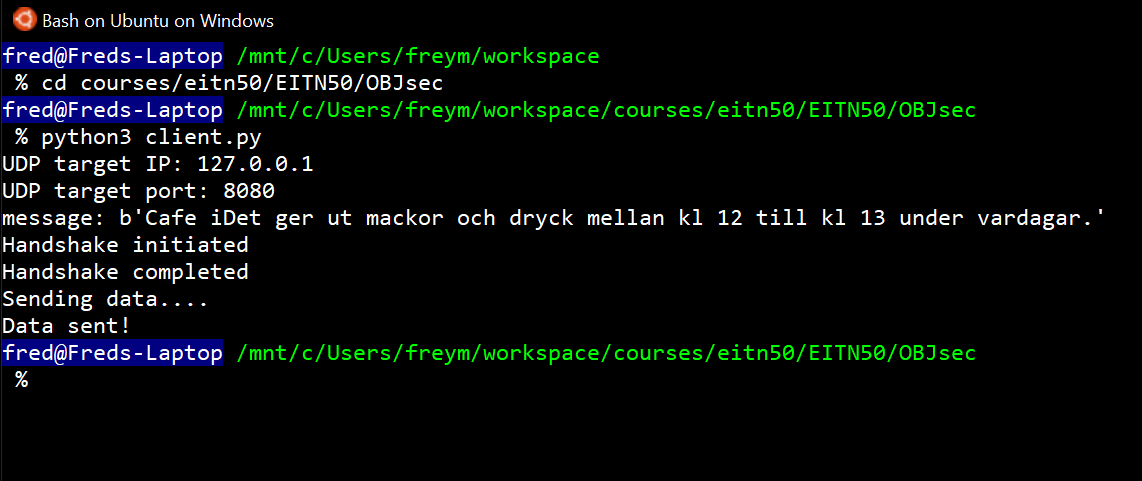 Bash on Ubuntu on Windows
fred@Freds-Laptop /mnt/c/Users/freym/workspace
% cd courses/eitn50/EITN50/OBJsec
fred@Freds-Laptop /mnt/c/Users/freym/workspace/courses/eitn50/EITN50/OBJsec
% python3 client.py
UDP target IP: 127.0.0.1
UDP target port: 8080
message: b'Cafe iDet ger ut mackor och dryck mellan kl 12 till kl 13 under vardagar.'
Handshake initiated
Handshake completed
Sending data....
Data sent!
fred@Freds-Laptop /mnt/c/Users/freym/workspace/courses/eitn50/EITN50/OBJsec
%